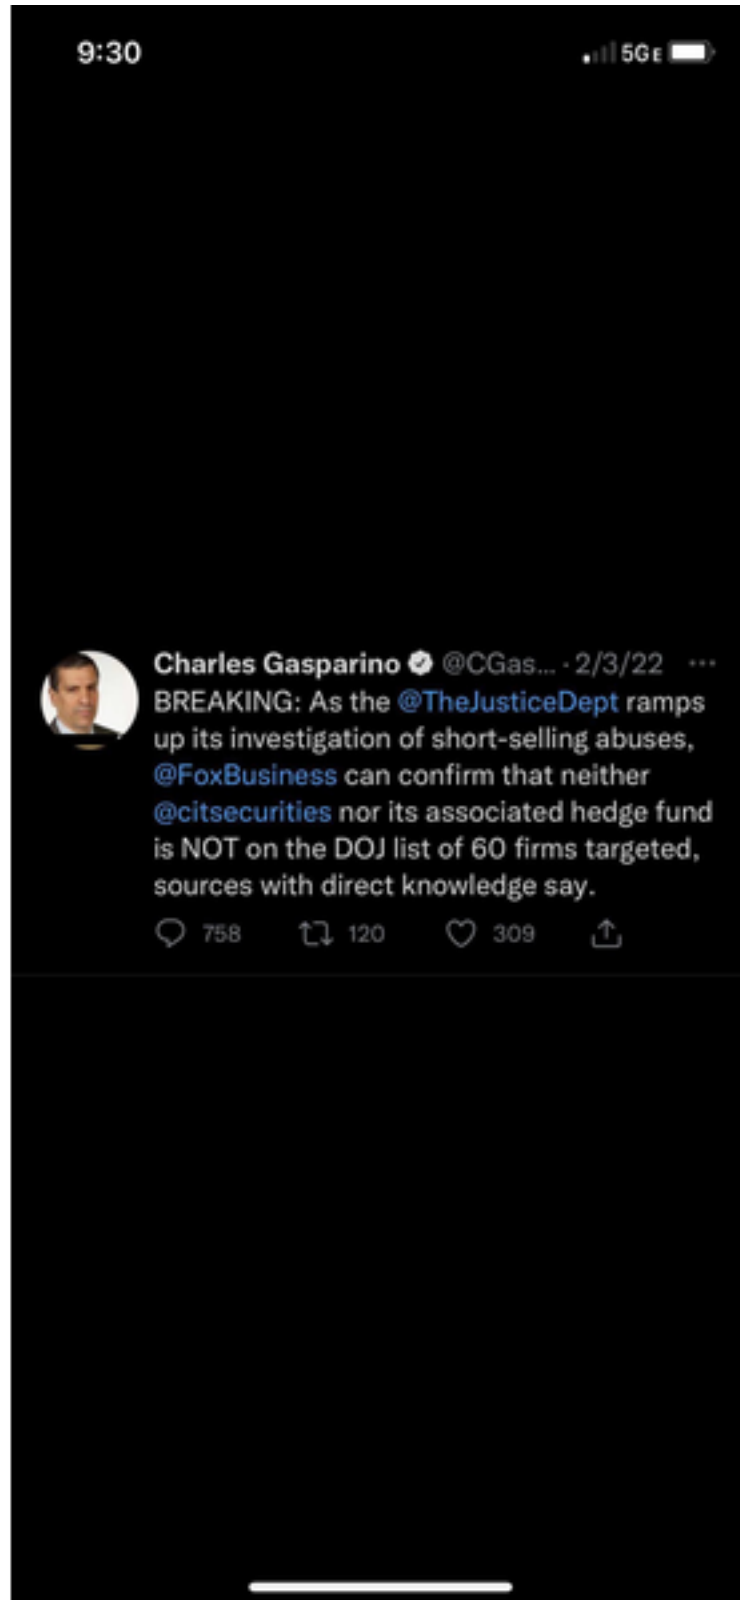 9:30
5GE
Charles Gasparino @CGas... · 2/3/22 ···
BREAKING: As the @TheJusticeDept ramps
up its investigation of short-selling abuses,
@FoxBusiness can confirm that neither
@citsecurities nor its associated hedge fund
is NOT on the DOJ list of 60 firms targeted,
sources with direct knowledge say.
758 120 309